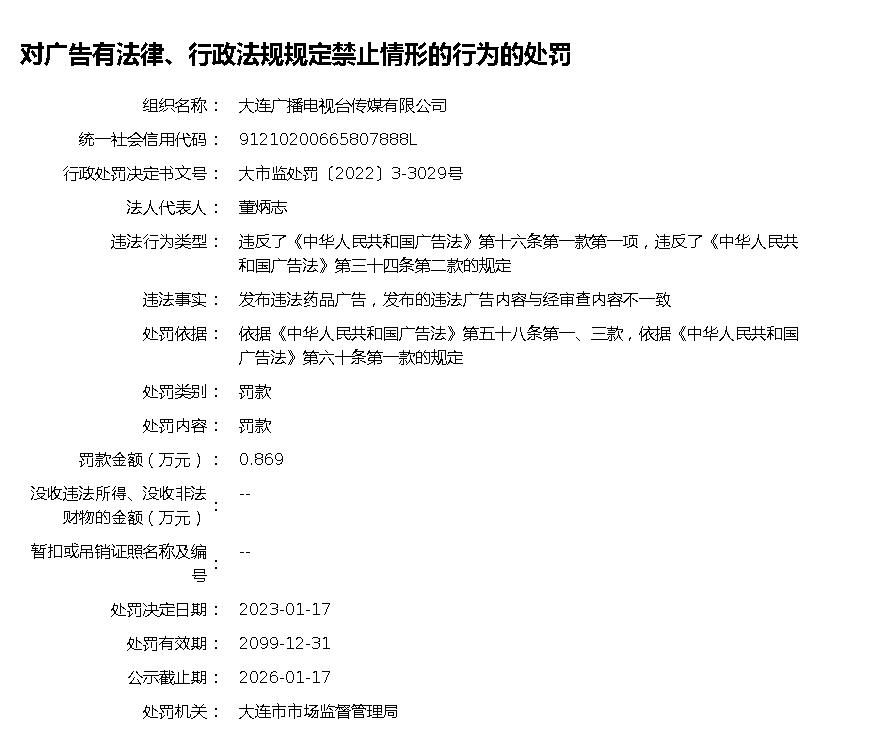 对广告有法律、行政法规规定禁止情形的行为的处罚
组织名称： 大连广播电视台传媒有限公司
统一社会信用代码： 91210200665807888L
行政处罚决定书文号： 大市监处罚〔2022〕3-3029号
法人代表人： 董炳志
违法行为类型： 违反了《中华人民共和国广告法》第十六条第一款第一项，违反了《中华人民共
和国广告法》第三十四条第二款的规定
违法事实： 发布违法药品广告，发布的违法广告内容与经审查内容不一致
处罚依据： 依据《中华人民共和国广告法》第五十八条第一、三款，依据《中华人民共和国
广告法》第六十条第一款的规定
处罚类别： 罚款
处罚内容： 罚款
罚款金额（万元）： 0.869
没收违法所得、没收非法
财物的金额（万元）： --
暂扣或吊销证照名称及编
号： --
处罚决定日期： 2023-01-17
处罚有效期： 2099-12-31
公示截止期： 2026-01-17
处罚机关： 大连市市场监督管理局